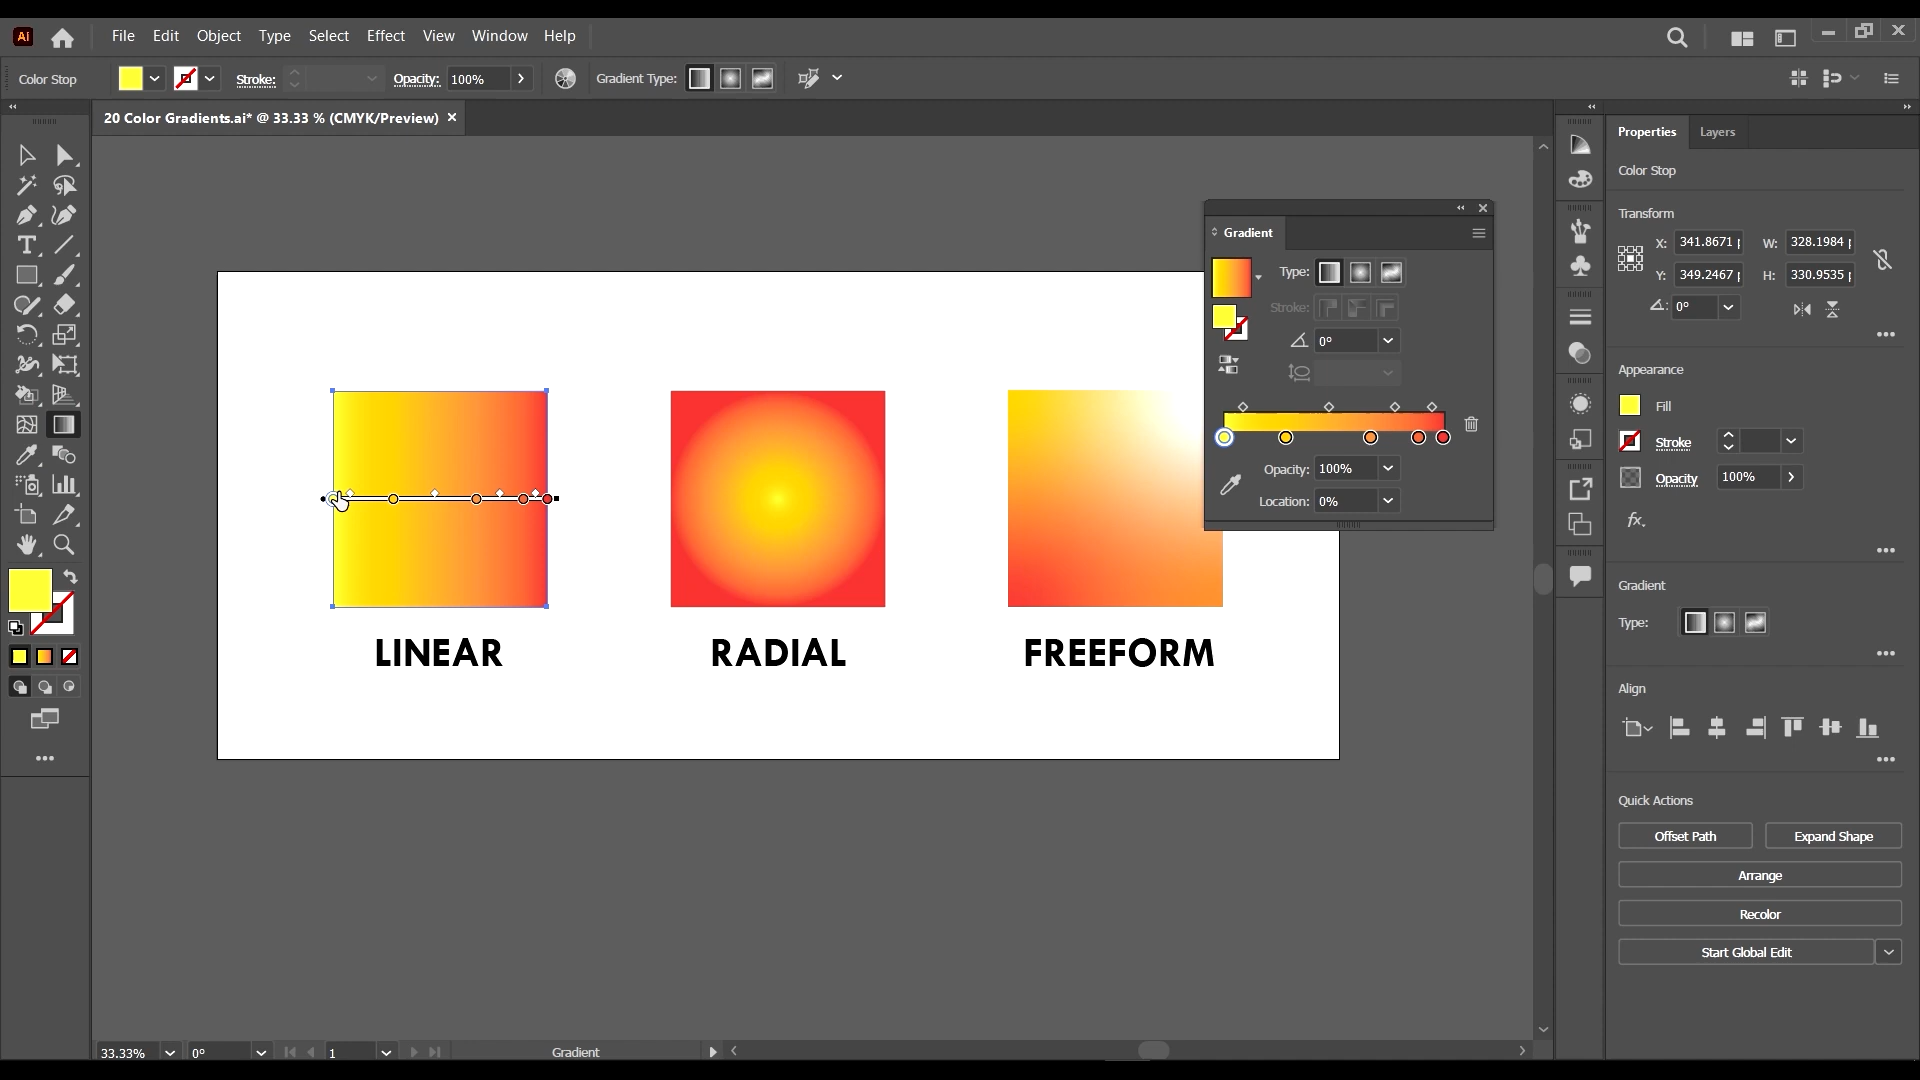 Ai File Edit Object Type Select Effect View Window Help
Color Stop Stroke: Opacity: 100% Gradient Type:
20 Color Gradients.ai* @ 33.33 % (CMYK/Preview) ×
Gradient
Type:
Stroke:
0°
Opacity: 100%
Location: 0%
LINEAR RADIAL FREEFORM
Properties Layers
Color Stop
Transform
X: 341.8671 W: 328.1984
Y: 349.2467 H: 330.9535
0°
Appearance
Fill
Stroke
Opacity 100%
fx.
Gradient
Type:
Align
Quick Actions
Offset Path Expand Shape
Arrange
Recolor
Start Global Edit
33.33% 0° 1 Gradient